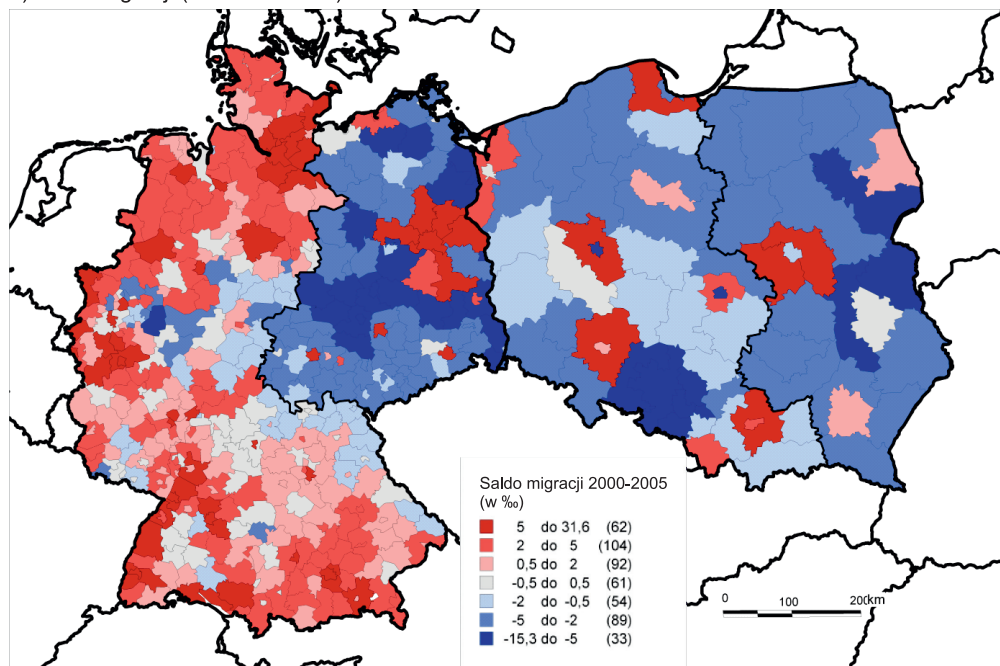 Saldo migracji 2000-2005
(w ‰)
5 do 31,6 (62)
2 do 5 (104)
0,5 do 2 (92)
-0,5 do 0,5 (61)
-2 do -0,5 (54)
-5 do -2 (89)
-15,3 do -5 (33)
0 100 200km